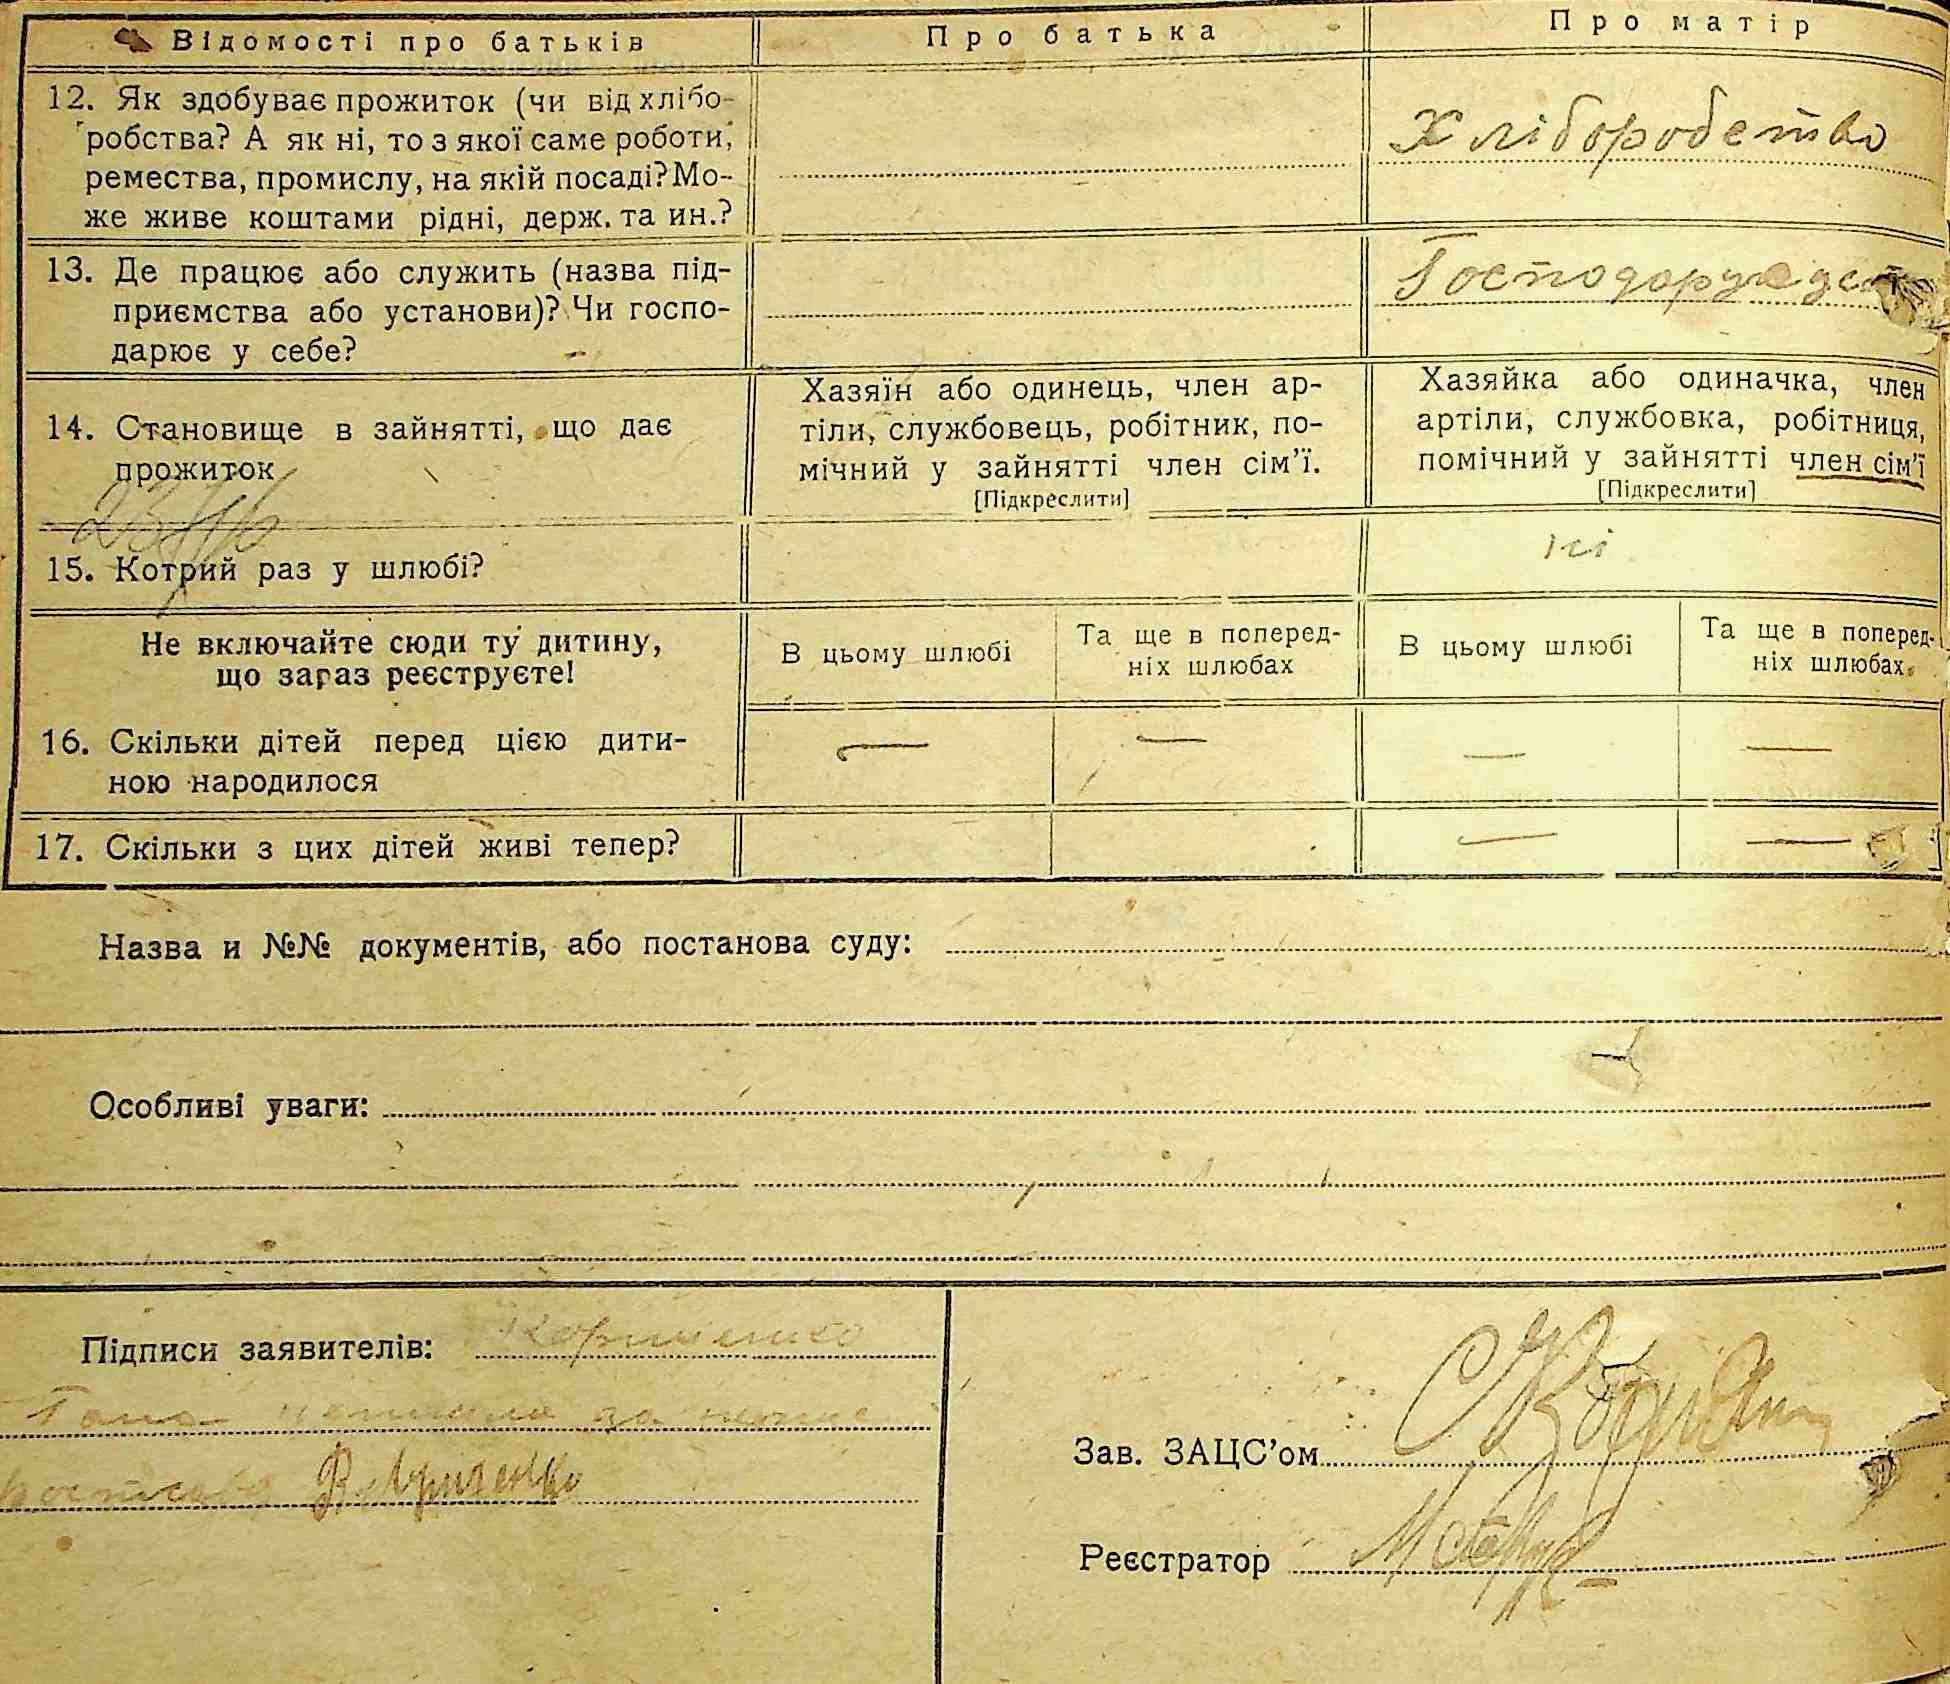 Відомості про батьків
Про батька
Про матір
12. Як здобуває прожиток (чи від хлібо-
робства? А як ні, то з якої саме роботи,
ремества, промислу, на якій посаді? Мо-
же живе коштами рідні, держ. та ин.?
Хліборобство
13. Де працює або служить (назва під-
приємства або установи)? Чи госпо-
дарює у себе?
Господарує
14. Становище в зайнятті, що дає
прожиток
Хазяїн або одинець, член ар-
тіли, службовець, робітник, по-
мічний у зайнятті член сім'ї.
[Підкреслити]
Хазяйка або одиначка, член
артіли, службовка, робітниця,
помічний у зайнятті член сім'ї
[Підкреслити]
15. Котрий раз у шлюбі?
Не включайте сюди ту дитину,
що зараз реєструєте!
В цьому шлюбі
Та ще в поперед-
ніх шлюбах
В цьому шлюбі
Та ще в поперед-
ніх шлюбах.
16. Скільки дітей перед цією дити-
ною народилося
— — — —
17. Скільки з цих дітей живі тепер?
— —
Назва и №№ документів, або постанова суду:
Особливі уваги:
Підписи заявителів:
за
Зав. ЗАЦС'ом
Реєстратор